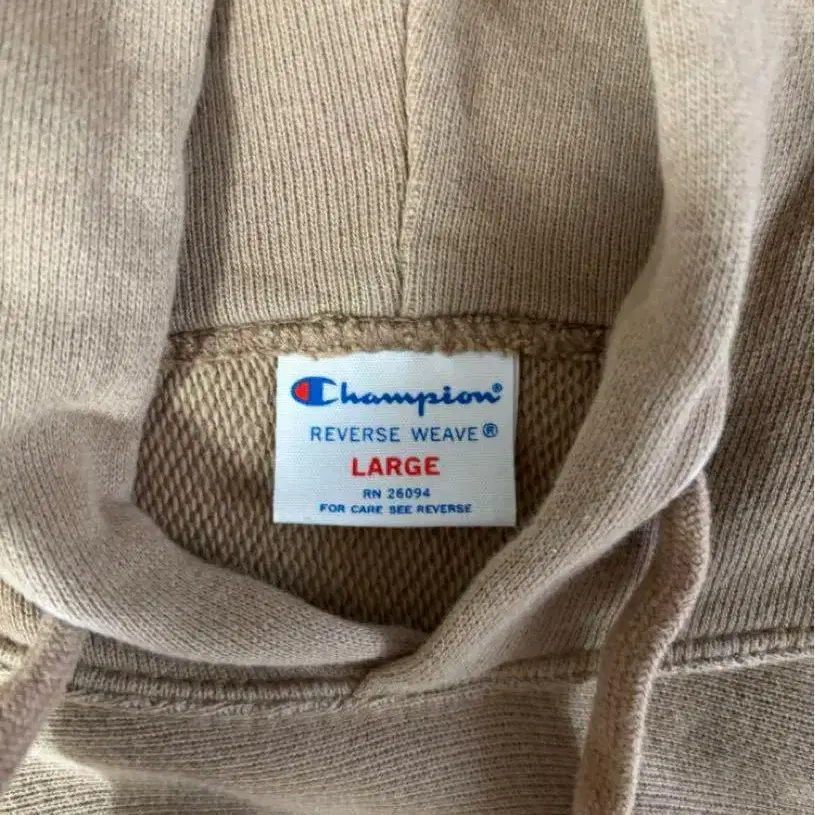 Champion®
REVERSE WEAVE®
LARGE
RN 26094
FOR CARE SEE REVERSE